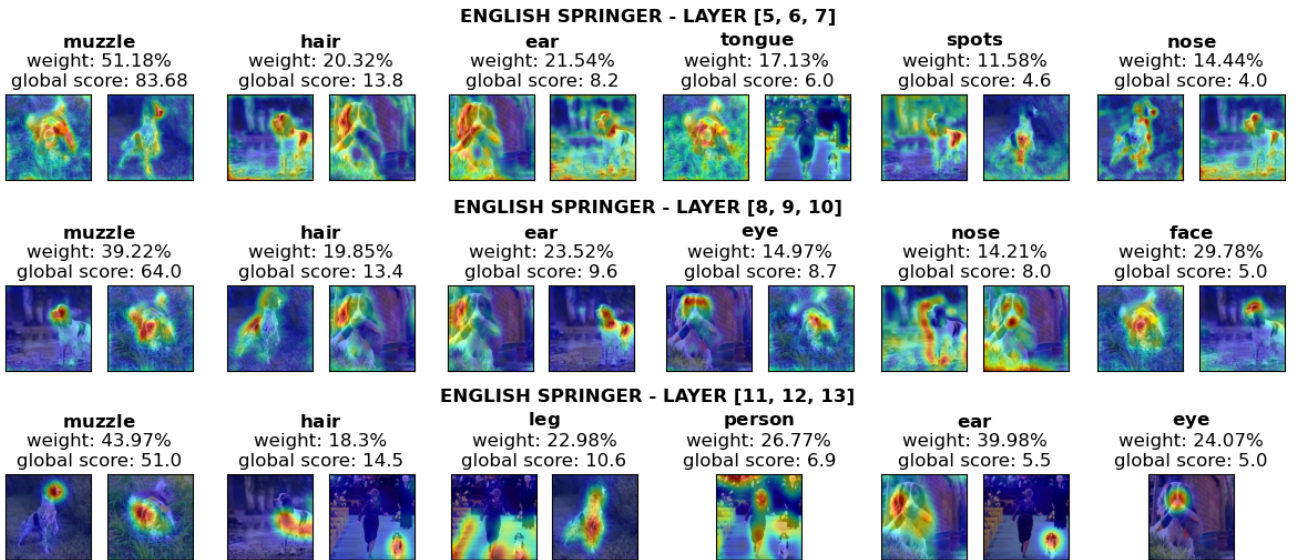 ENGLISH SPRINGER - LAYER [5, 6, 7]
muzzle hair ear tongue spots nose
weight: 51.18% weight: 20.32% weight: 21.54% weight: 17.13% weight: 11.58% weight: 14.44%
global score: 83.68 global score: 13.8 global score: 8.2 global score: 6.0 global score: 4.6 global score: 4.0
ENGLISH SPRINGER - LAYER [8, 9, 10]
muzzle hair ear eye nose face
weight: 39.22% weight: 19.85% weight: 23.52% weight: 14.97% weight: 14.21% weight: 29.78%
global score: 64.0 global score: 13.4 global score: 9.6 global score: 8.7 global score: 8.0 global score: 5.0
ENGLISH SPRINGER - LAYER [11, 12, 13]
muzzle hair leg person ear eye
weight: 43.97% weight: 18.3% weight: 22.98% weight: 26.77% weight: 39.98% weight: 24.07%
global score: 51.0 global score: 14.5 global score: 10.6 global score: 6.9 global score: 5.5 global score: 5.0